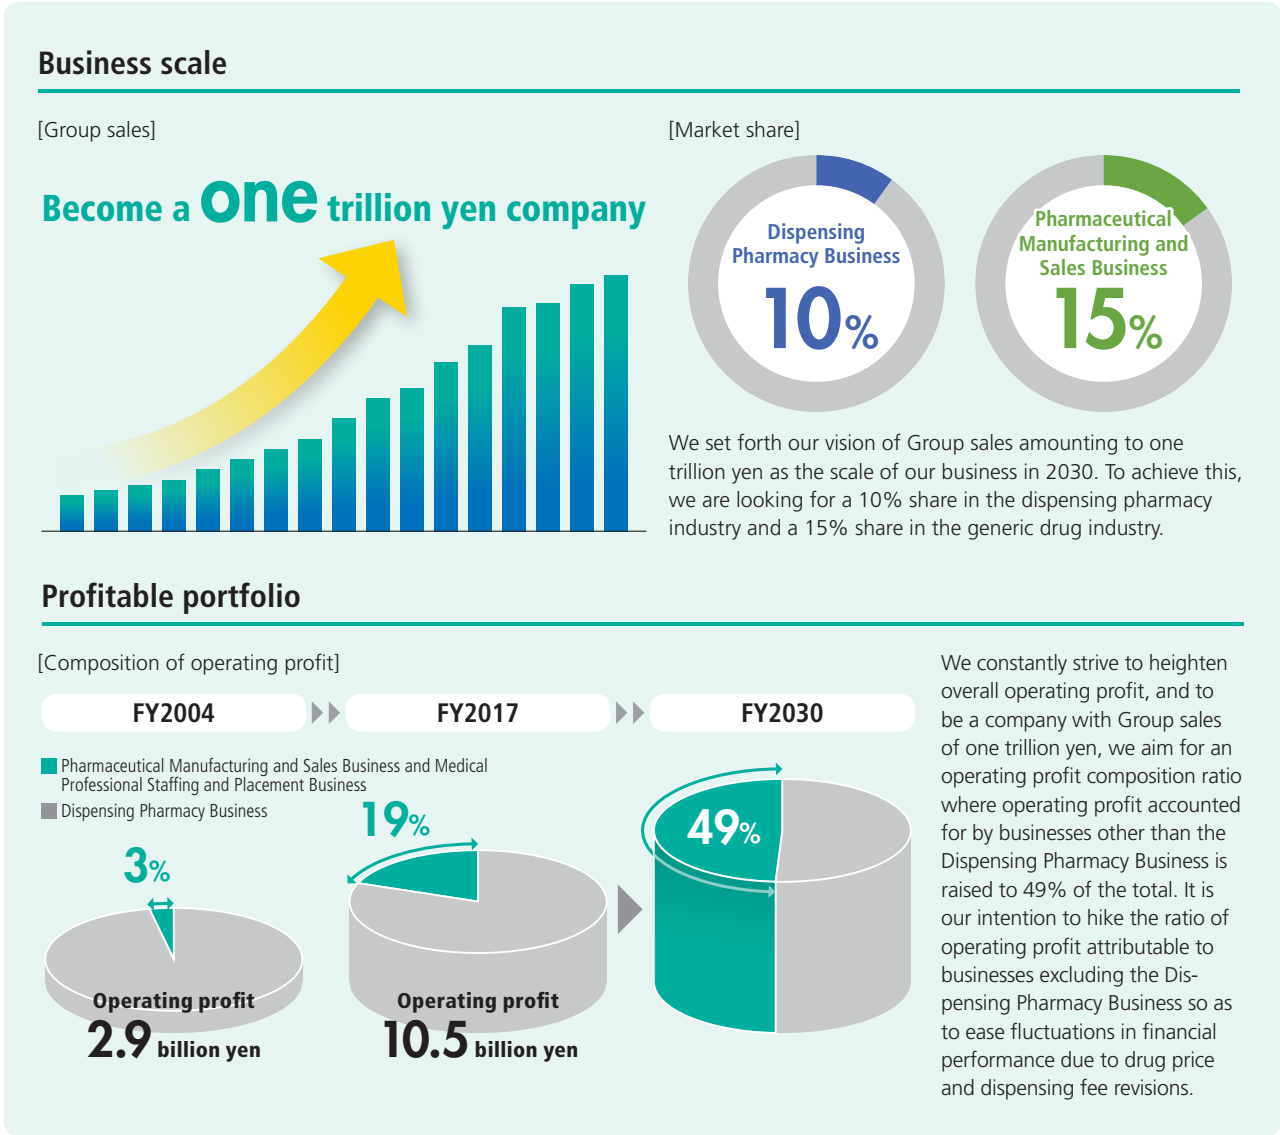 Business scale
[Group sales]
Become a one trillion yen company
[Market share]
Dispensing
Pharmacy Business
10%
Pharmaceutical
Manufacturing and
Sales Business
15%
We set forth our vision of Group sales amounting to one
trillion yen as the scale of our business in 2030. To achieve this,
we are looking for a 10% share in the dispensing pharmacy
industry and a 15% share in the generic drug industry.
Profitable portfolio
[Composition of operating profit]
FY2004
FY2017
FY2030
Pharmaceutical Manufacturing and Sales Business and Medical
Professional Staffing and Placement Business
Dispensing Pharmacy Business
3%
Operating profit
2.9 billion yen
19%
Operating profit
10.5 billion yen
49%
We constantly strive to heighten
overall operating profit, and to
be a company with Group sales
of one trillion yen, we aim for an
operating profit composition ratio
where operating profit accounted
for by businesses other than the
Dispensing Pharmacy Business is
raised to 49% of the total. It is
our intention to hike the ratio of
operating profit attributable to
businesses excluding the Dis-
pensing Pharmacy Business so as
to ease fluctuations in financial
performance due to drug price
and dispensing fee revisions.